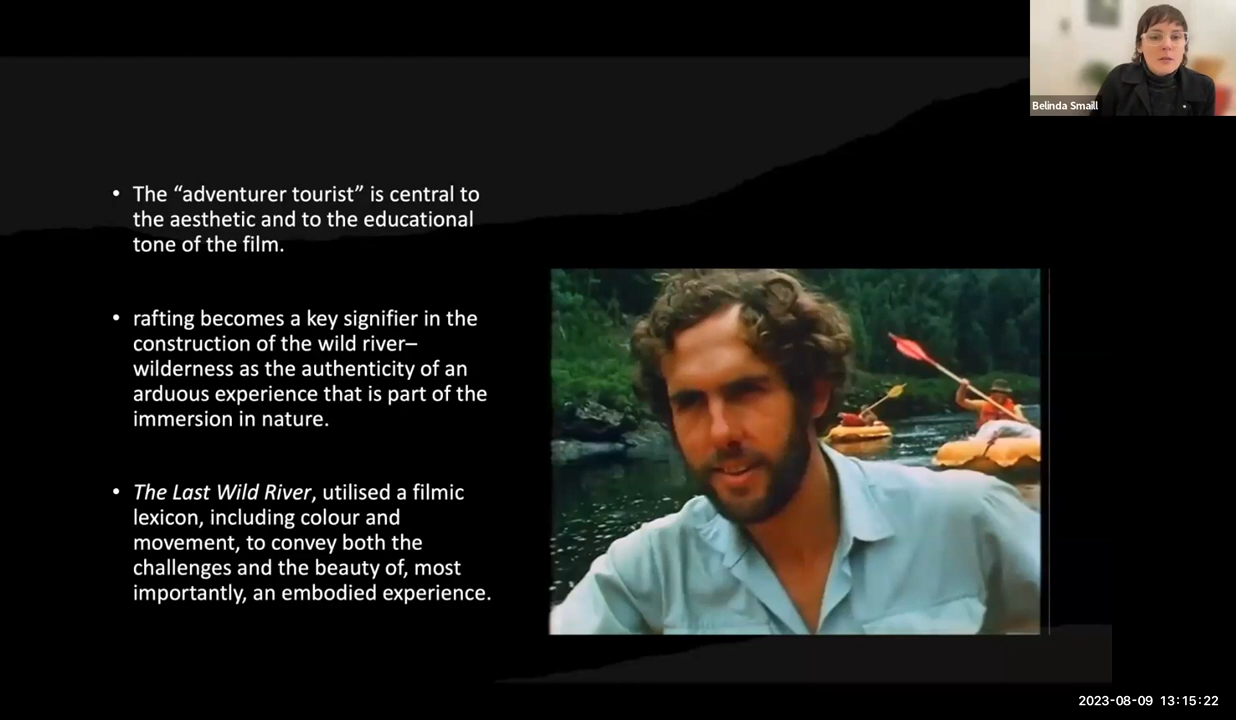 Belinda Smaill
• The “adventurer tourist” is central to
the aesthetic and to the educational
tone of the film.
• rafting becomes a key signifier in the
construction of the wild river–
wilderness as the authenticity of an
arduous experience that is part of the
immersion in nature.
• The Last Wild River, utilised a filmic
lexicon, including colour and
movement, to convey both the
challenges and the beauty of, most
importantly, an embodied experience.
2023-08-09 13:15:22